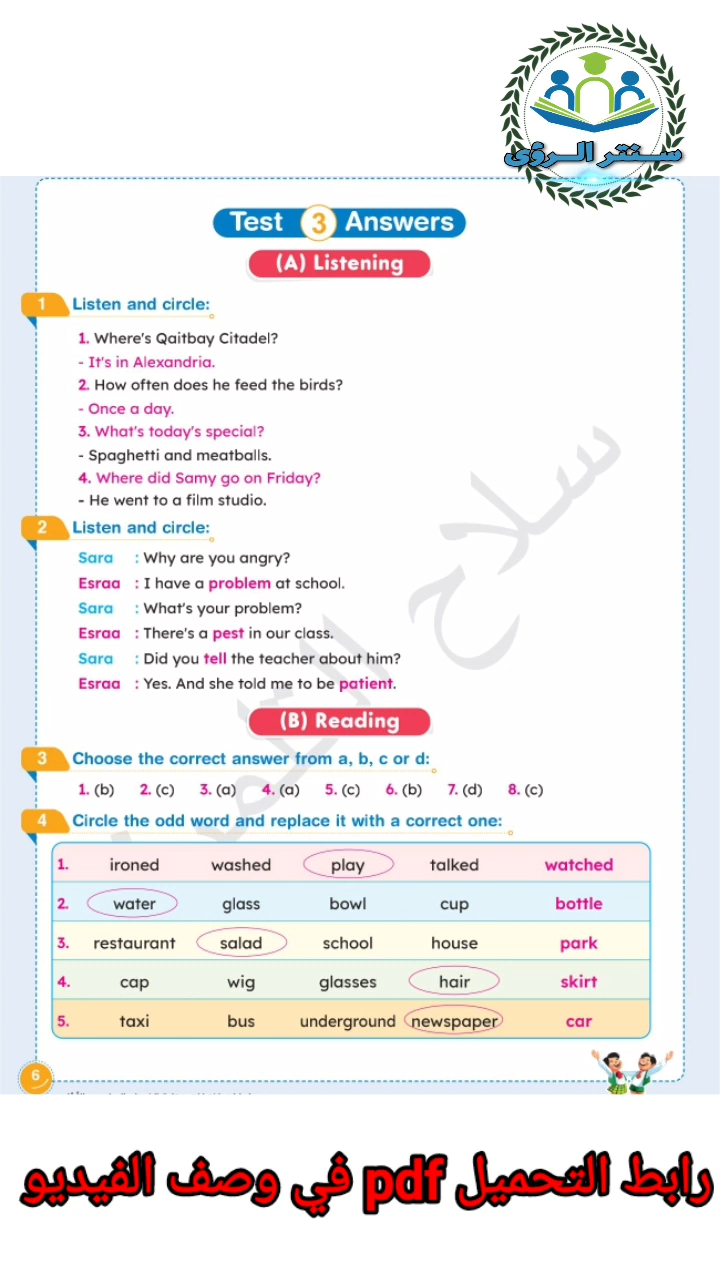 سنتر الرؤى
Test 3 Answers
(A) Listening
1 Listen and circle:
1. Where's Qaitbay Citadel?
- It's in Alexandria.
2. How often does he feed the birds?
- Once a day.
3. What's today's special?
- Spaghetti and meatballs.
4. Where did Samy go on Friday?
- He went to a film studio.
2 Listen and circle:
Sara : Why are you angry?
Esraa : I have a problem at school.
Sara : What's your problem?
Esraa : There's a pest in our class.
Sara : Did you tell the teacher about him?
Esraa : Yes. And she told me to be patient.
(B) Reading
3 Choose the correct answer from a, b, c or d:
1. (b) 2. (c) 3. (a) 4. (a) 5. (c) 6. (b) 7. (d) 8. (c)
4 Circle the odd word and replace it with a correct one:
1. ironed washed play talked watched
2. water glass bowl cup bottle
3. restaurant salad school house park
4. cap wig glasses hair skirt
5. taxi bus underground newspaper car
6
رابط التحميل pdf في وصف الفيديو